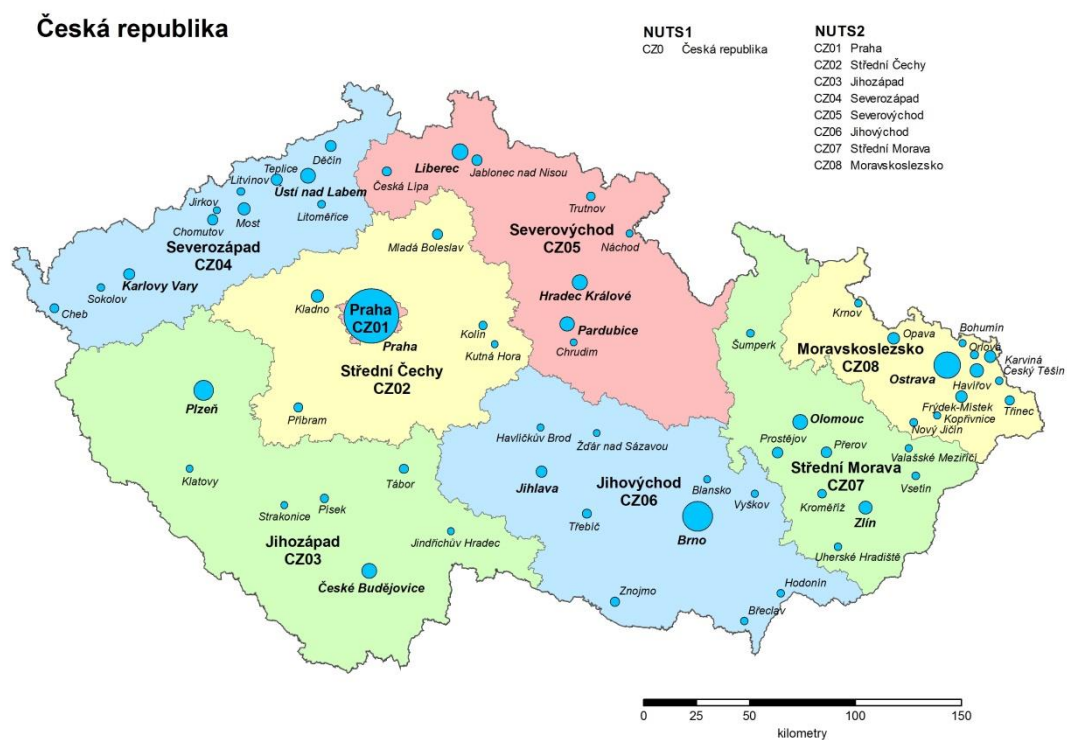 Česká republika
NUTS1
CZ0 Česká republika
NUTS2
CZ01 Praha
CZ02 Střední Čechy
CZ03 Jihozápad
CZ04 Severozápad
CZ05 Severovýchod
CZ06 Jihovýchod
CZ07 Střední Morava
CZ08 Moravskoslezsko
Děčín
Teplice
Litvínov
Ústí nad Labem
Jirkov
Most
Litoměřice
Chomutov
Severozápad
CZ04
Karlovy Vary
Sokolov
Cheb
Liberec
Jablonec nad Nisou
Česká Lípa
Trutnov
Severovýchod
CZ05
Náchod
Hradec Králové
Pardubice
Chrudim
Mladá Boleslav
Kladno
Praha
CZ01
Praha
Kolín
Kutná Hora
Střední Čechy
CZ02
Příbram
Plzeň
Klatovy
Tábor
Strakonice
Písek
Jindřichův Hradec
Jihozápad
CZ03
České Budějovice
Havlíčkův Brod
Žďár nad Sázavou
Jihlava
Jihovýchod
CZ06
Blansko
Vyškov
Třebíč
Brno
Znojmo
Hodonín
Břeclav
Šumperk
Olomouc
Prostějov
Přerov
Valašské Meziříčí
Střední Morava
CZ07
Vsetín
Kroměříž
Zlín
Uherské Hradiště
Krnov
Opava
Bohumín
Orlová
Moravskoslezsko
CZ08
Karviná
Český Těšín
Ostrava
Havířov
Frýdek-Místek
Třinec
Kopřivnice
Nový Jičín
0 25 50 100 150
kilometry